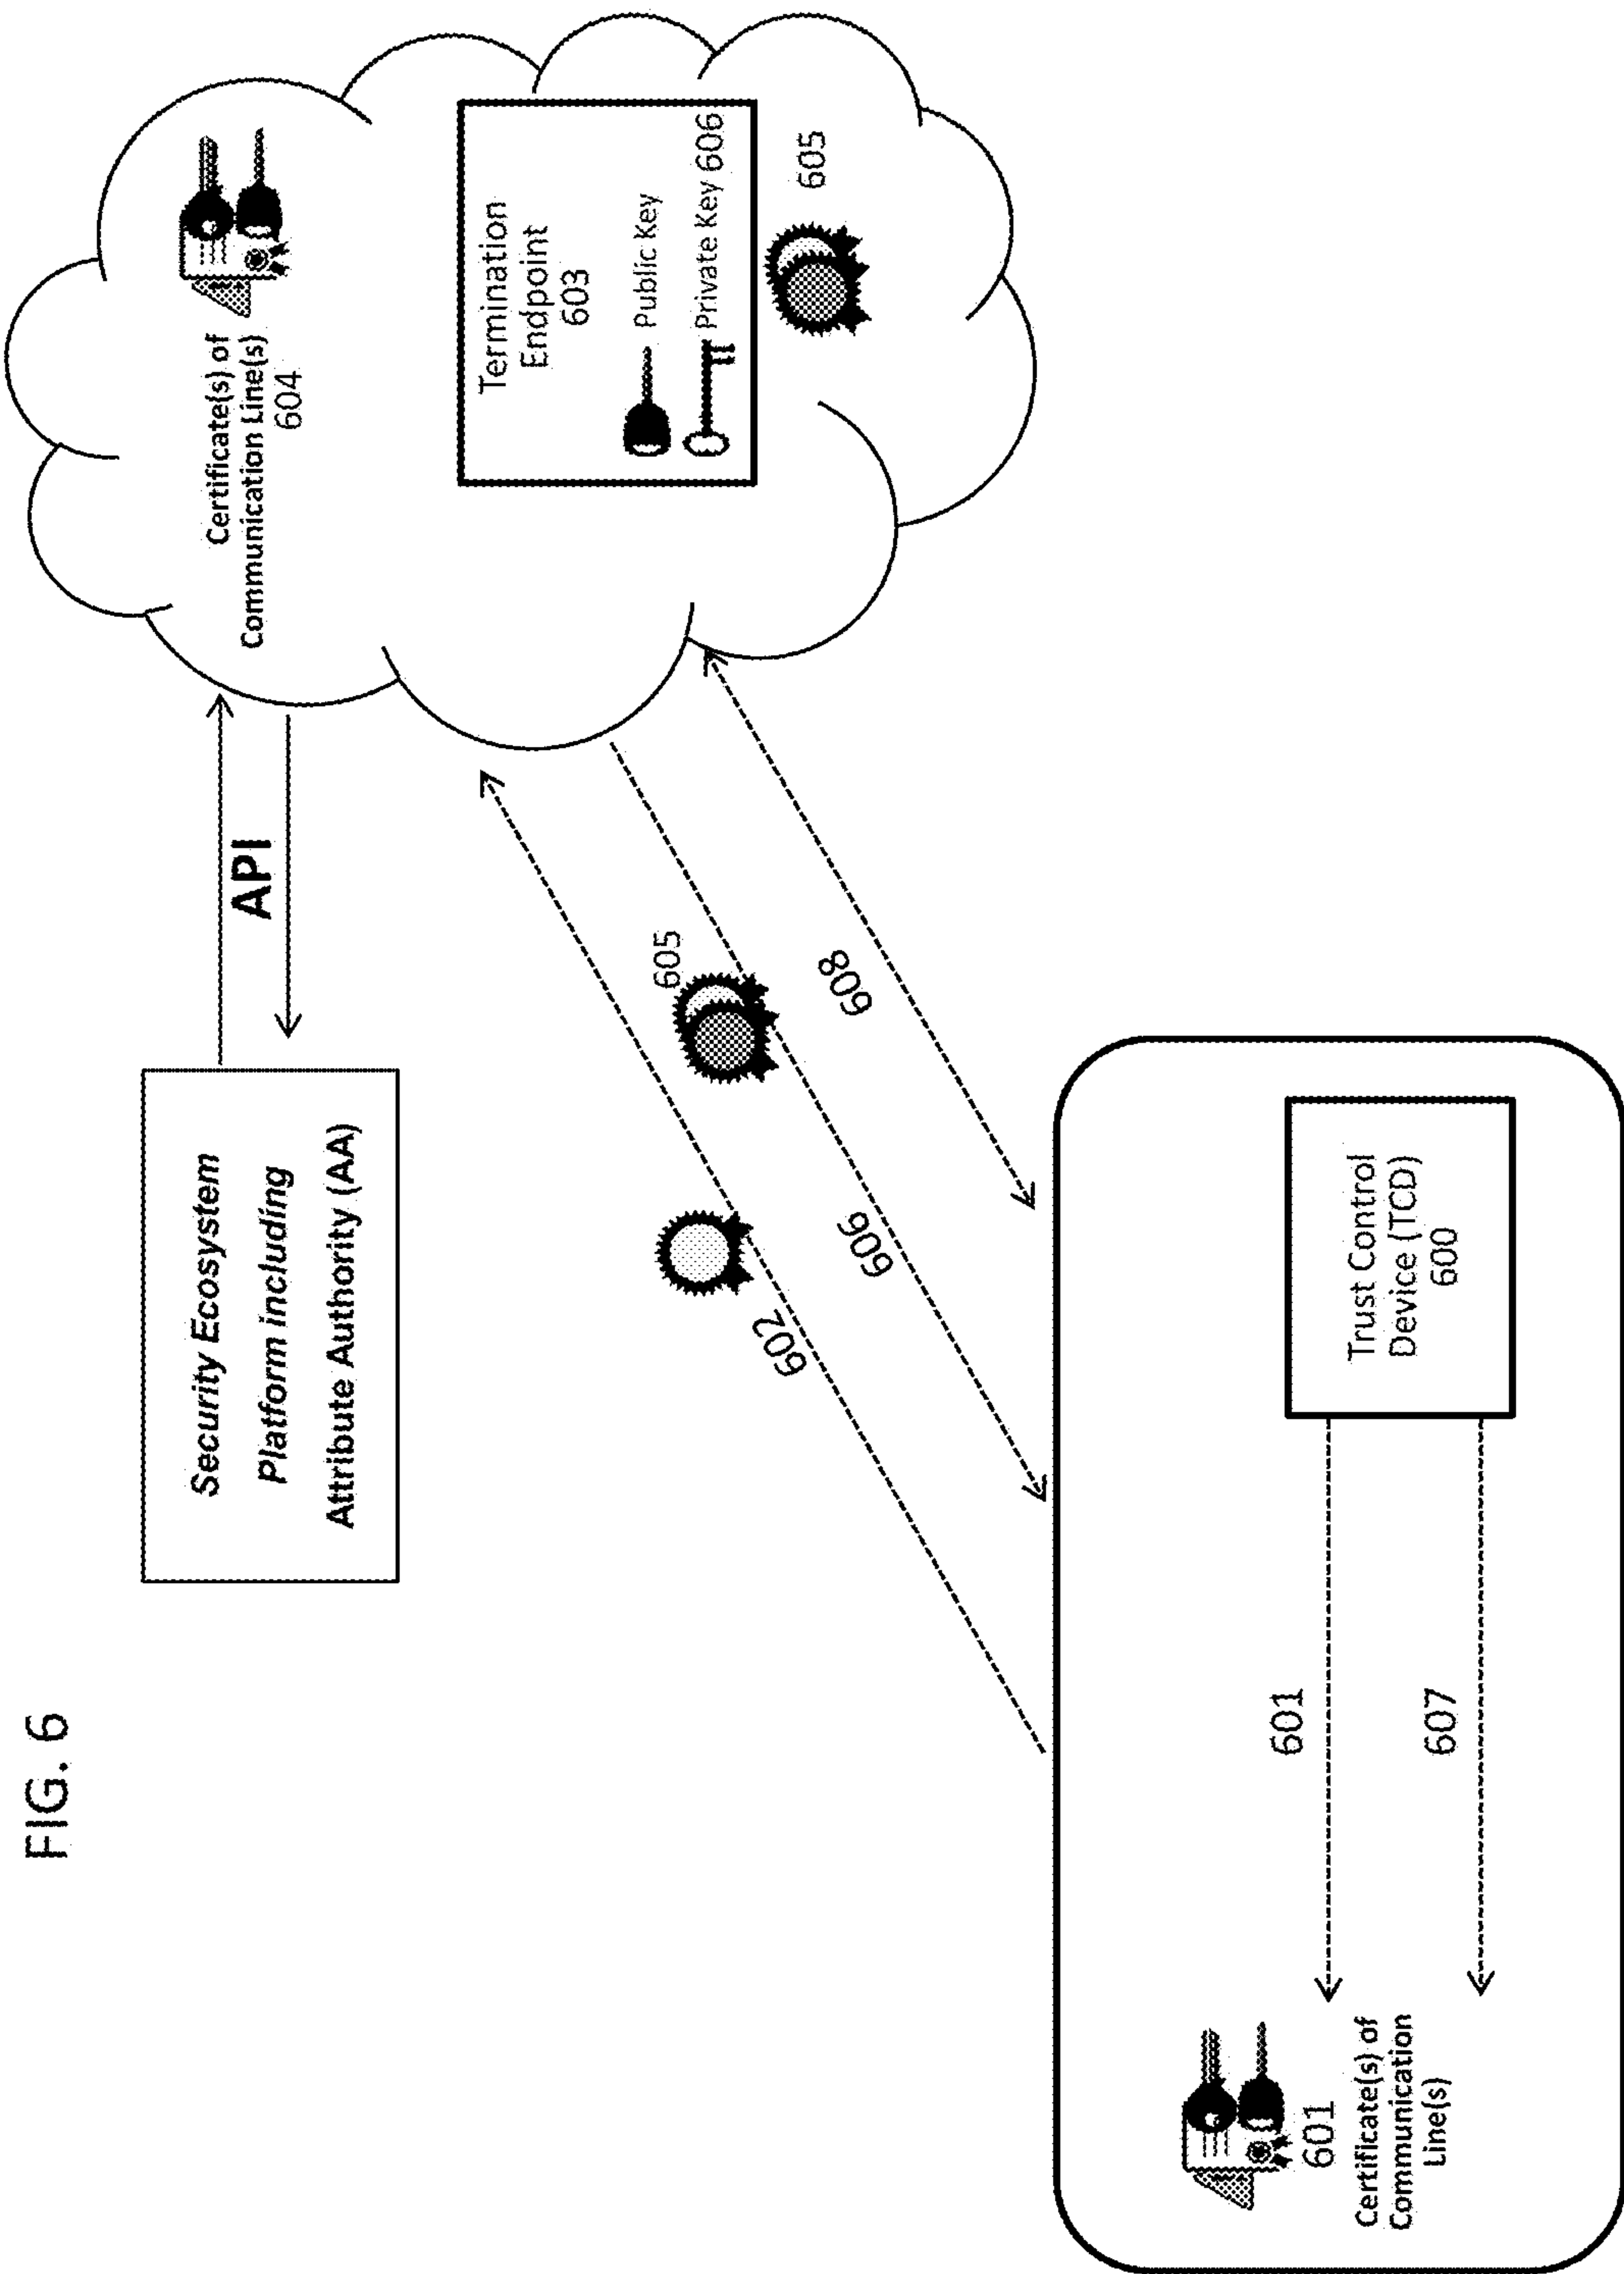 FIG. 6
Security Ecosystem
Platform including
Attribute Authority (AA)
API
Certificate(s) of
Communication Line(s)
604
Termination
Endpoint
603
Public Key
Private Key 606
605
605
602
606
608
601
Certificate(s) of
Communication
Line(s)
601
607
Trust Control
Device (TCD)
600